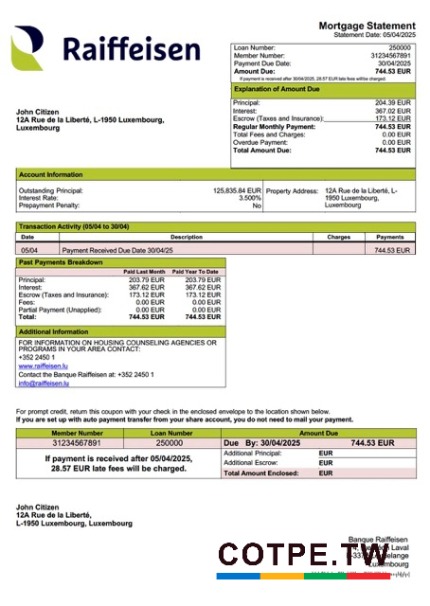 Raiffeisen
Mortgage Statement
Statement Date: 05/04/2025
Loan Number: 250000
Member Number: 31234567891
Payment Due Date: 30/04/2025
Amount Due: 744.53 EUR
If payment is received after 30/04/2025, 28.57 EUR late fees will be charged.
Explanation of Amount Due
Principal: 204.39 EUR
Interest: 367.02 EUR
Escrow (Taxes and Insurance): 173.12 EUR
Regular Monthly Payment: 744.53 EUR
Total Fees and Charges: 0.00 EUR
Overdue Payment: 0.00 EUR
Total Amount Due: 744.53 EUR
John Citizen
12A Rue de la Liberté, L-1950 Luxembourg,
Luxembourg
Account Information
Outstanding Principal: 125,835.84 EUR
Interest Rate: 3.500%
Prepayment Penalty: No
Property Address: 12A Rue de la Liberté, L-
1950 Luxembourg,
Luxembourg
Transaction Activity (05/04 to 30/04)
Date Description Charges Payments
05/04 Payment Received Due Date 30/04/25 744.53 EUR
Past Payments Breakdown
Paid Last Month Paid Year To Date
Principal: 203.79 EUR 203.79 EUR
Interest: 367.62 EUR 367.62 EUR
Escrow (Taxes and Insurance): 173.12 EUR 173.12 EUR
Fees: 0.00 EUR 0.00 EUR
Partial Payment (Unapplied): 0.00 EUR 0.00 EUR
Total: 744.53 EUR 744.53 EUR
Additional Information
FOR INFORMATION ON HOUSING COUNSELING AGENCIES OR
PROGRAMS IN YOUR AREA CONTACT:
+352 2450 1
www.raiffeisen.lu
Contact the Banque Raiffeisen at: +352 2450 1
info@raiffeisen.lu
For prompt credit, return this coupon with your check in the enclosed envelope to the location shown below.
If you are set up with auto payment transfer from your share account, you do not need to mail your payment.
Member Number Loan Number Amount Due
31234567891 250000 Due By: 30/04/2025 744.53 EUR
If payment is received after 05/04/2025,
28.57 EUR late fees will be charged.
Additional Principal: EUR
Additional Escrow: EUR
Total Amount Enclosed: EUR
John Citizen
12A Rue de la Liberté,
L-1950 Luxembourg, Luxembourg
Banque Raiffeisen
Laval
COTPE.TW